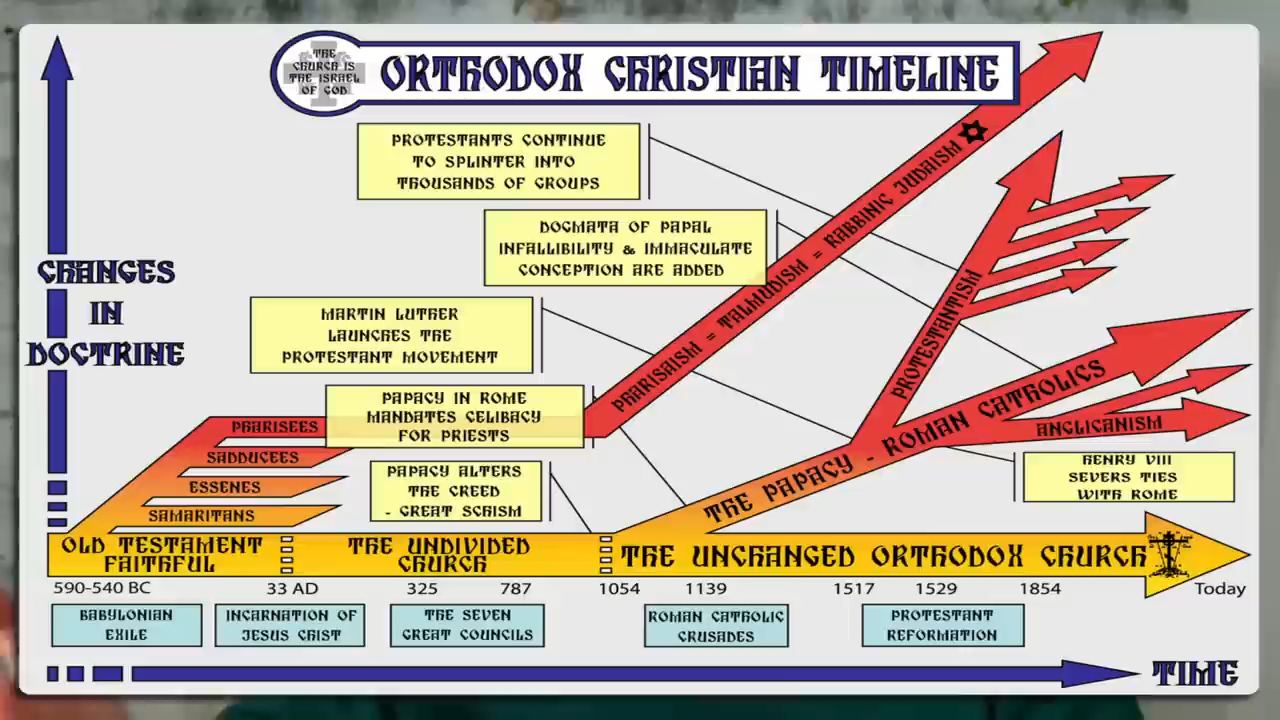 THE
CHURCH IS
THE ISRAEL
OF GOD
ORTHODOX CHRISTIAN TIMELINE
PROTESTANTS CONTINUE
TO SPLINTER INTO
THOUSANDS OF GROUPS
DOGMATA OF PAPAL
INFALLIBILITY & IMMACULATE
CONCEPTION ARE ADDED
CHANGES
IN
DOCTRINE
MARTIN LUTHER
LAUNCHES THE
PROTESTANT MOVEMENT
PAPACY IN ROME
MANDATES CELIBACY
FOR PRIESTS
PAPACY ALTERS
THE CREED
- GREAT SCHISM
PHARISAISM = TALMUDISM = RABBINIC JUDAISM
PROTESTANTISM
THE PAPACY - ROMAN CATHOLICS
ANGLICANISM
HENRY VIII
SEVERS TIES
WITH ROME
PHARISEES
SADDUCEES
ESSENES
SAMARITANS
OLD TESTAMENT
FAITHFUL
THE UNDIVIDED
CHURCH
THE UNCHANGED ORTHODOX CHURCH
590-540 BC 33 AD 325 787 1054 1139 1517 1529 1854 Today
BABYLONIAN
EXILE
INCARNATION OF
JESUS CRIST
THE SEVEN
GREAT COUNCILS
ROMAN CATHOLIC
CRUSADES
PROTESTANT
REFORMATION
TIME